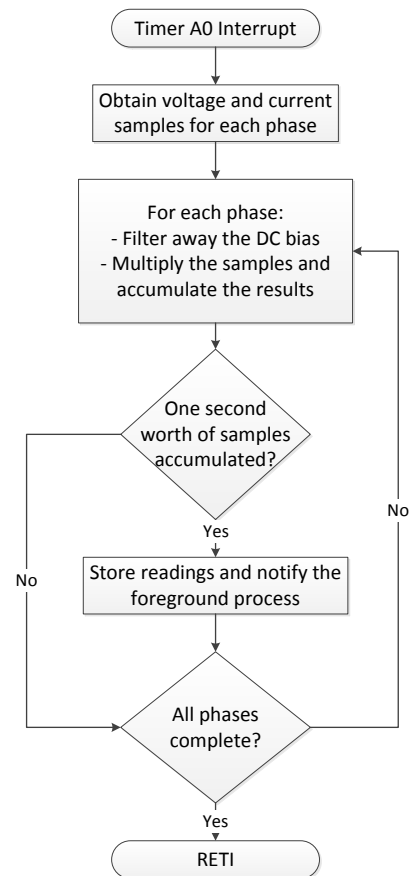 Timer A0 Interrupt
Obtain voltage and current
samples for each phase
For each phase:
- Filter away the DC bias
- Multiply the samples and
accumulate the results
One second
worth of samples
accumulated?
No
Yes
No
Store readings and notify the
foreground process
All phases
complete?
Yes
RETI